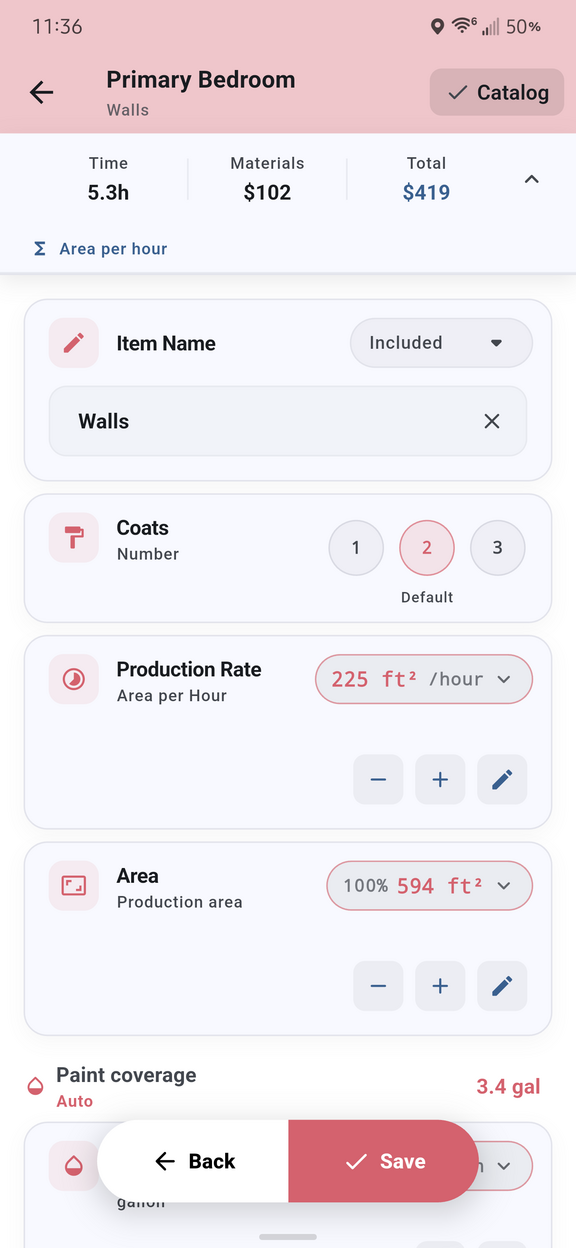 11:36
6
50%
Primary Bedroom
Walls
Catalog
Time
5.3h
Materials
$102
Total
$419
Σ Area per hour
Item Name
Included
Walls
Coats
Number
1
2
3
Default
Production Rate
Area per Hour
225 ft² /hour
Area
Production area
100% 594 ft²
Paint coverage
Auto
3.4 gal
Back
Save
gallon